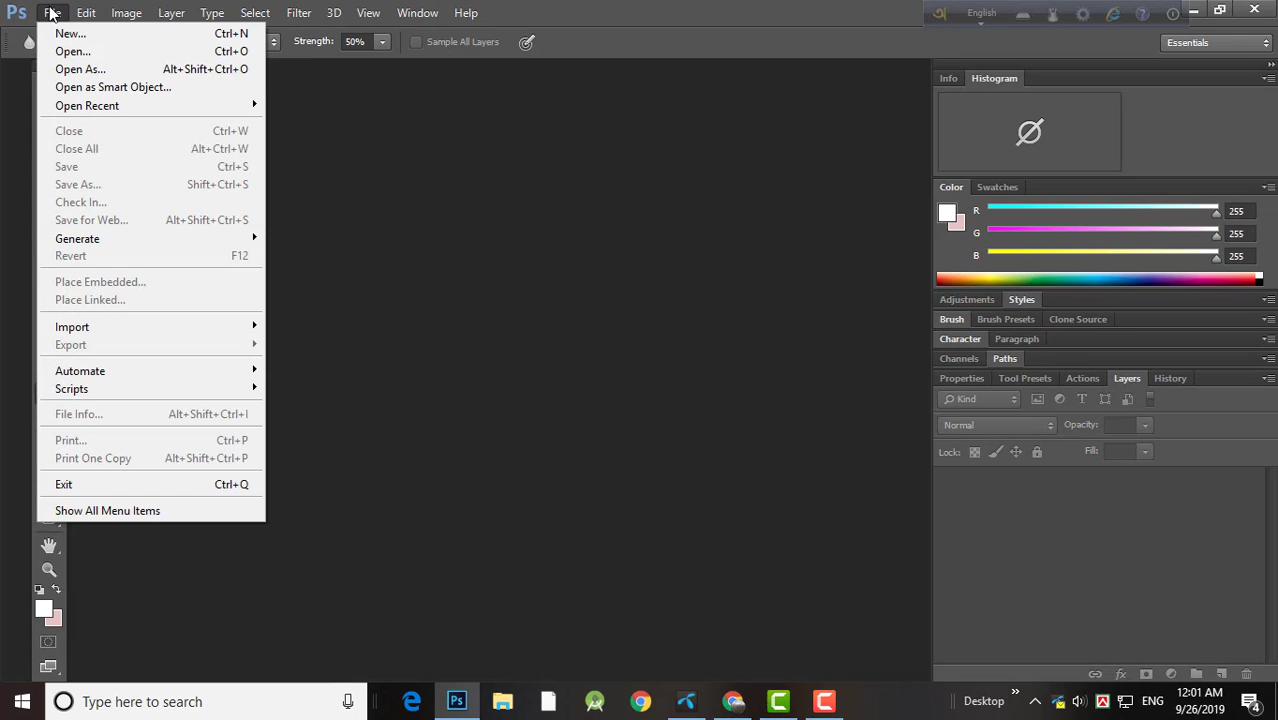 Ps File Edit Image Layer Type Select Filter 3D View Window Help
English
Strength: 50% Sample All Layers
Essentials
New... Ctrl+N
Open... Ctrl+O
Open As... Alt+Shift+Ctrl+O
Open as Smart Object...
Open Recent
Close Ctrl+W
Close All Alt+Ctrl+W
Save Ctrl+S
Save As... Shift+Ctrl+S
Check In...
Save for Web... Alt+Shift+Ctrl+S
Generate
Revert F12
Place Embedded...
Place Linked...
Import
Export
Automate
Scripts
File Info... Alt+Shift+Ctrl+I
Print... Ctrl+P
Print One Copy Alt+Shift+Ctrl+P
Exit Ctrl+Q
Show All Menu Items
Info Histogram
Color Swatches
R 255
G 255
B 255
Adjustments Styles
Brush Brush Presets Clone Source
Character Paragraph
Channels Paths
Properties Tool Presets Actions Layers History
Kind
Normal Opacity:
Lock: Fill:
Type here to search
Ps
Desktop
ENG
12:01 AM
9/26/2019
4